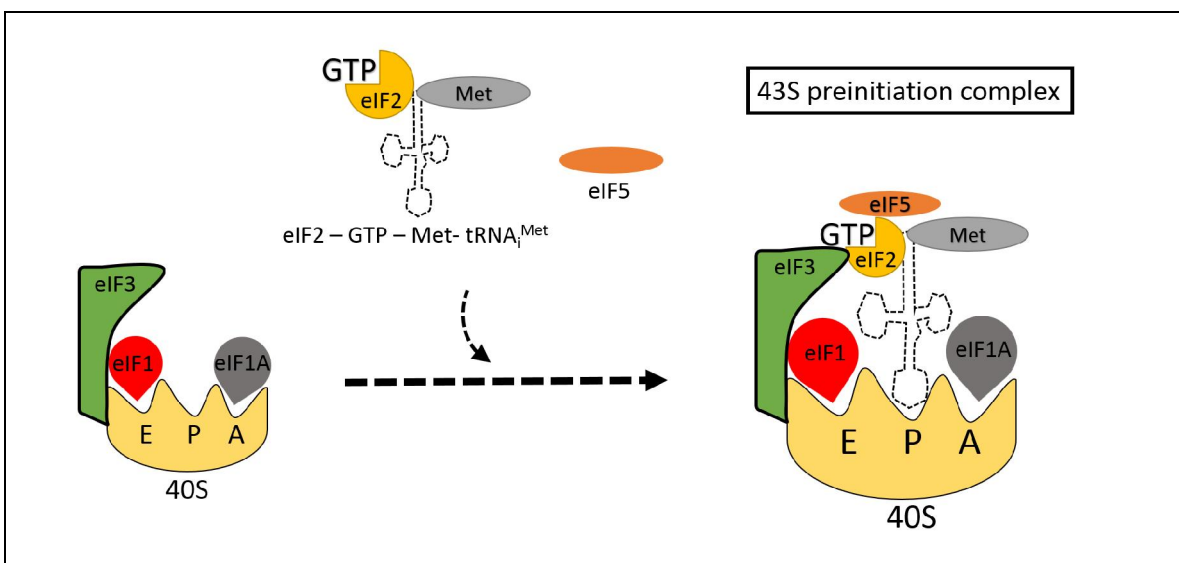 GTP
eIF2
Met
43S preinitiation complex
eIF5
eIF2 – GTP – Met- tRNAiMet
eIF3
eIF1
eIF1A
E P A
40S
eIF5
GTP
Met
eIF2
eIF3
eIF1
eIF1A
E P A
40S